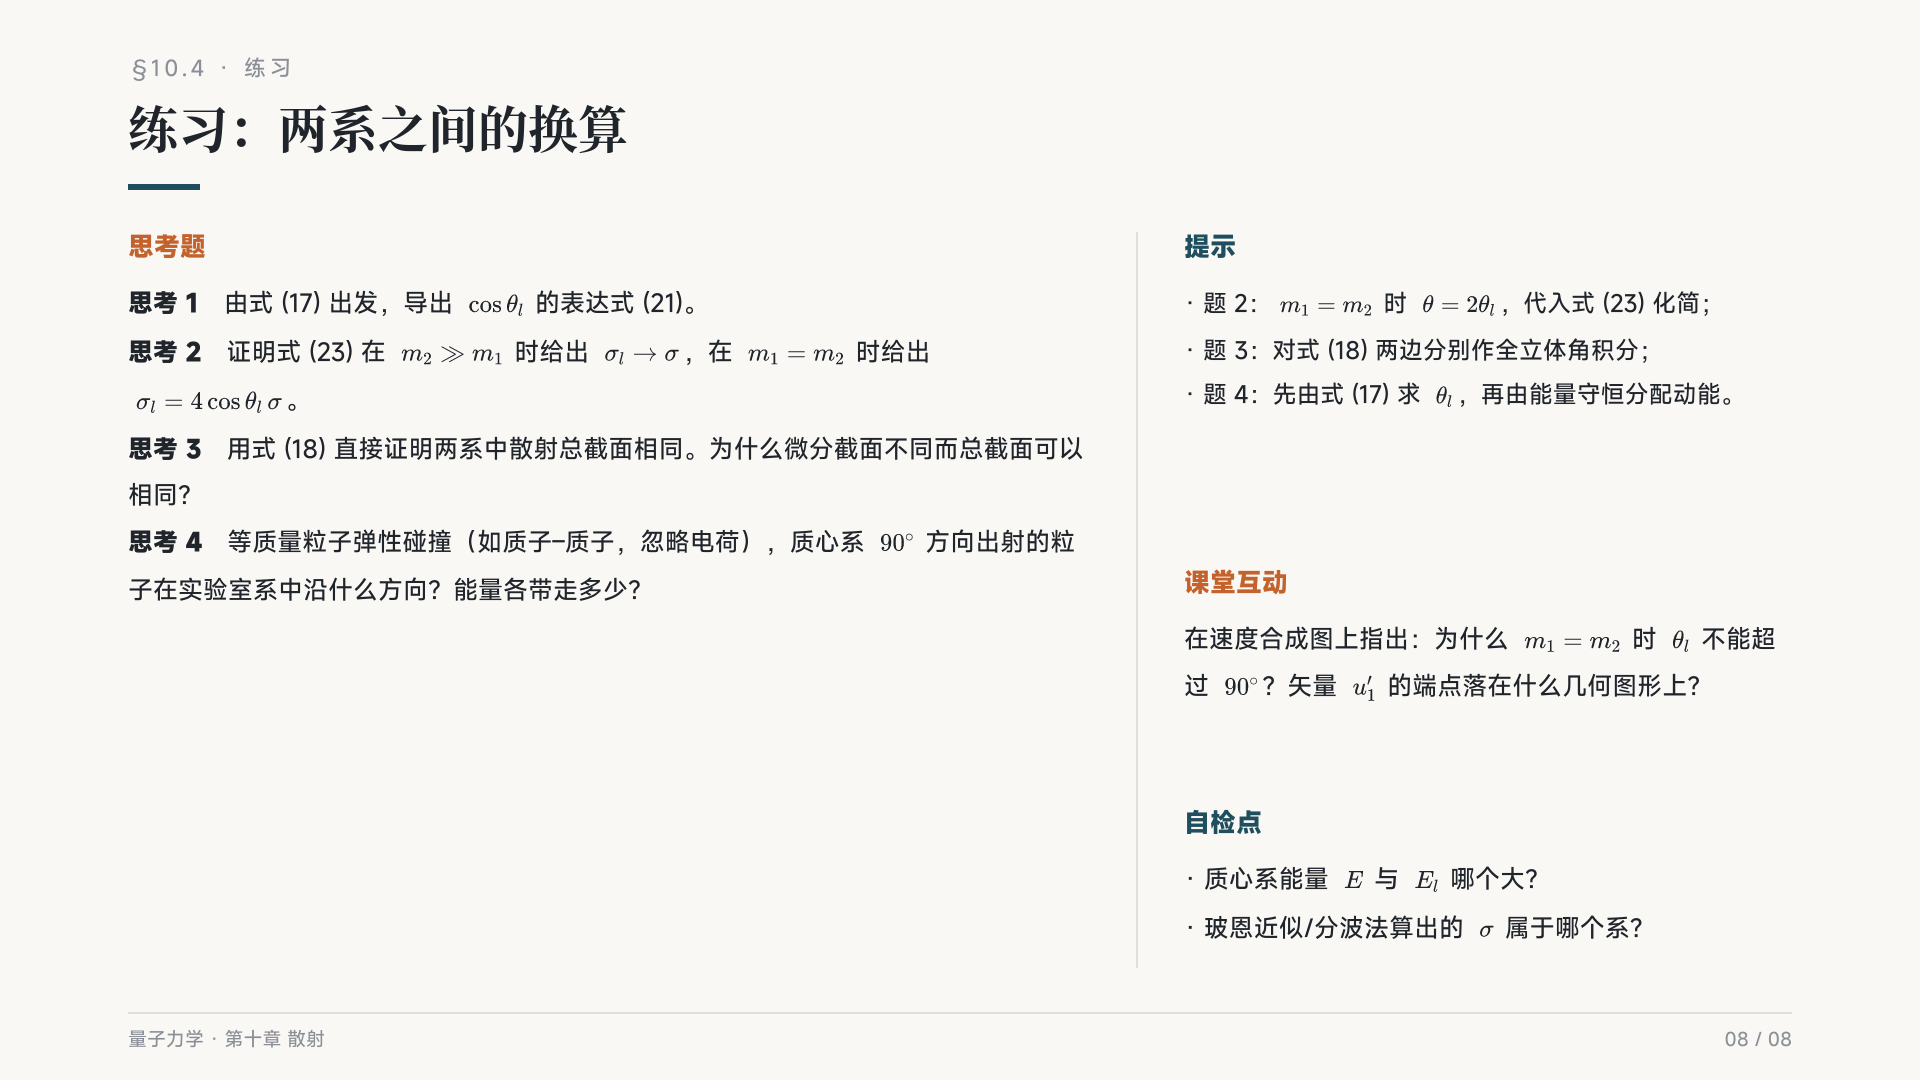 §10.4 · 练习
练习：两系之间的换算
思考题
思考 1 由式 (17) 出发，导出 cos θ_l 的表达式 (21)。
思考 2 证明式 (23) 在 m₂ ≫ m₁ 时给出 σ_l → σ，在 m₁ = m₂ 时给出
σ_l = 4 cos θ_l σ。
思考 3 用式 (18) 直接证明两系中散射总截面相同。为什么微分截面不同而总截面可以
相同？
思考 4 等质量粒子弹性碰撞（如质子–质子，忽略电荷），质心系 90° 方向出射的粒
子在实验室系中沿什么方向？能量各带走多少？
提示
· 题 2： m₁ = m₂ 时 θ = 2θ_l，代入式 (23) 化简；
· 题 3：对式 (18) 两边分别作全立体角积分；
· 题 4：先由式 (17) 求 θ_l，再由能量守恒分配动能。
课堂互动
在速度合成图上指出：为什么 m₁ = m₂ 时 θ_l 不能超
过 90°？矢量 u₁′ 的端点落在什么几何图形上？
自检点
· 质心系能量 E 与 E_l 哪个大？
· 玻恩近似/分波法算出的 σ 属于哪个系？
量子力学 · 第十章 散射
08 / 08